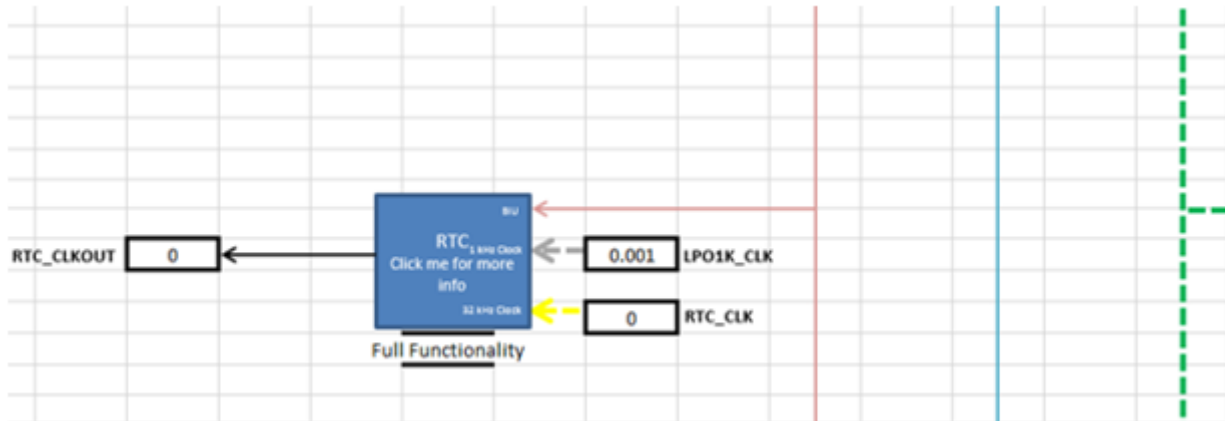 BIU
RTC
1 kHz Clock
Click me for more
info
32 kHz Clock
RTC_CLKOUT
0
0.001
LPO1K_CLK
0
RTC_CLK
Full Functionality